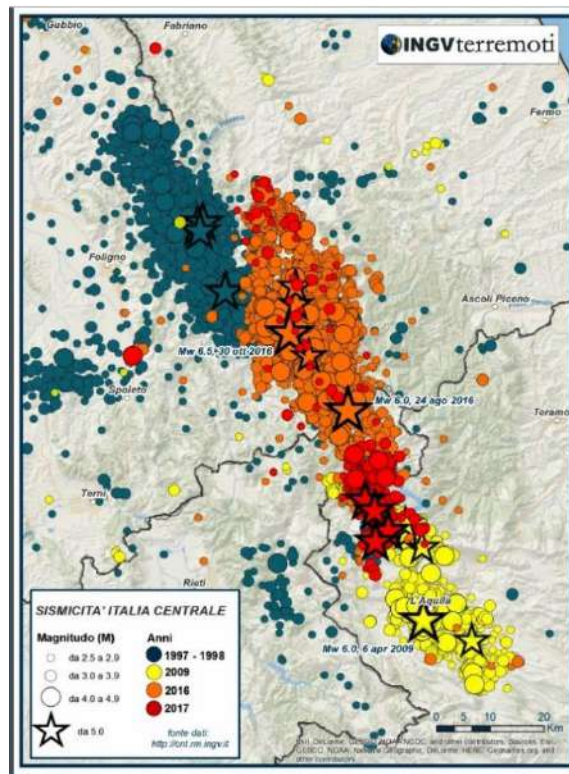 Gubbio
Fabriano
INGVterremoti
Fermo
Foligno
Ascoli Piceno
Mw 6.5, 30 ott 2016
Spoleto
Mw 6.0, 24 ago 2016
Teramo
Terni
Rieti
L'Aquila
Mw 6.0, 6 apr 2009
SISMICITA' ITALIA CENTRALE
Magnitudo (M)
da 2.5 a 2.9
da 3.0 a 3.9
da 4.0 a 4.9
da 5.0
Anni
1997 - 1998
2009
2016
2017
fonte dati:
http://cnt.rm.ingv.it
0 5 10 20
Km